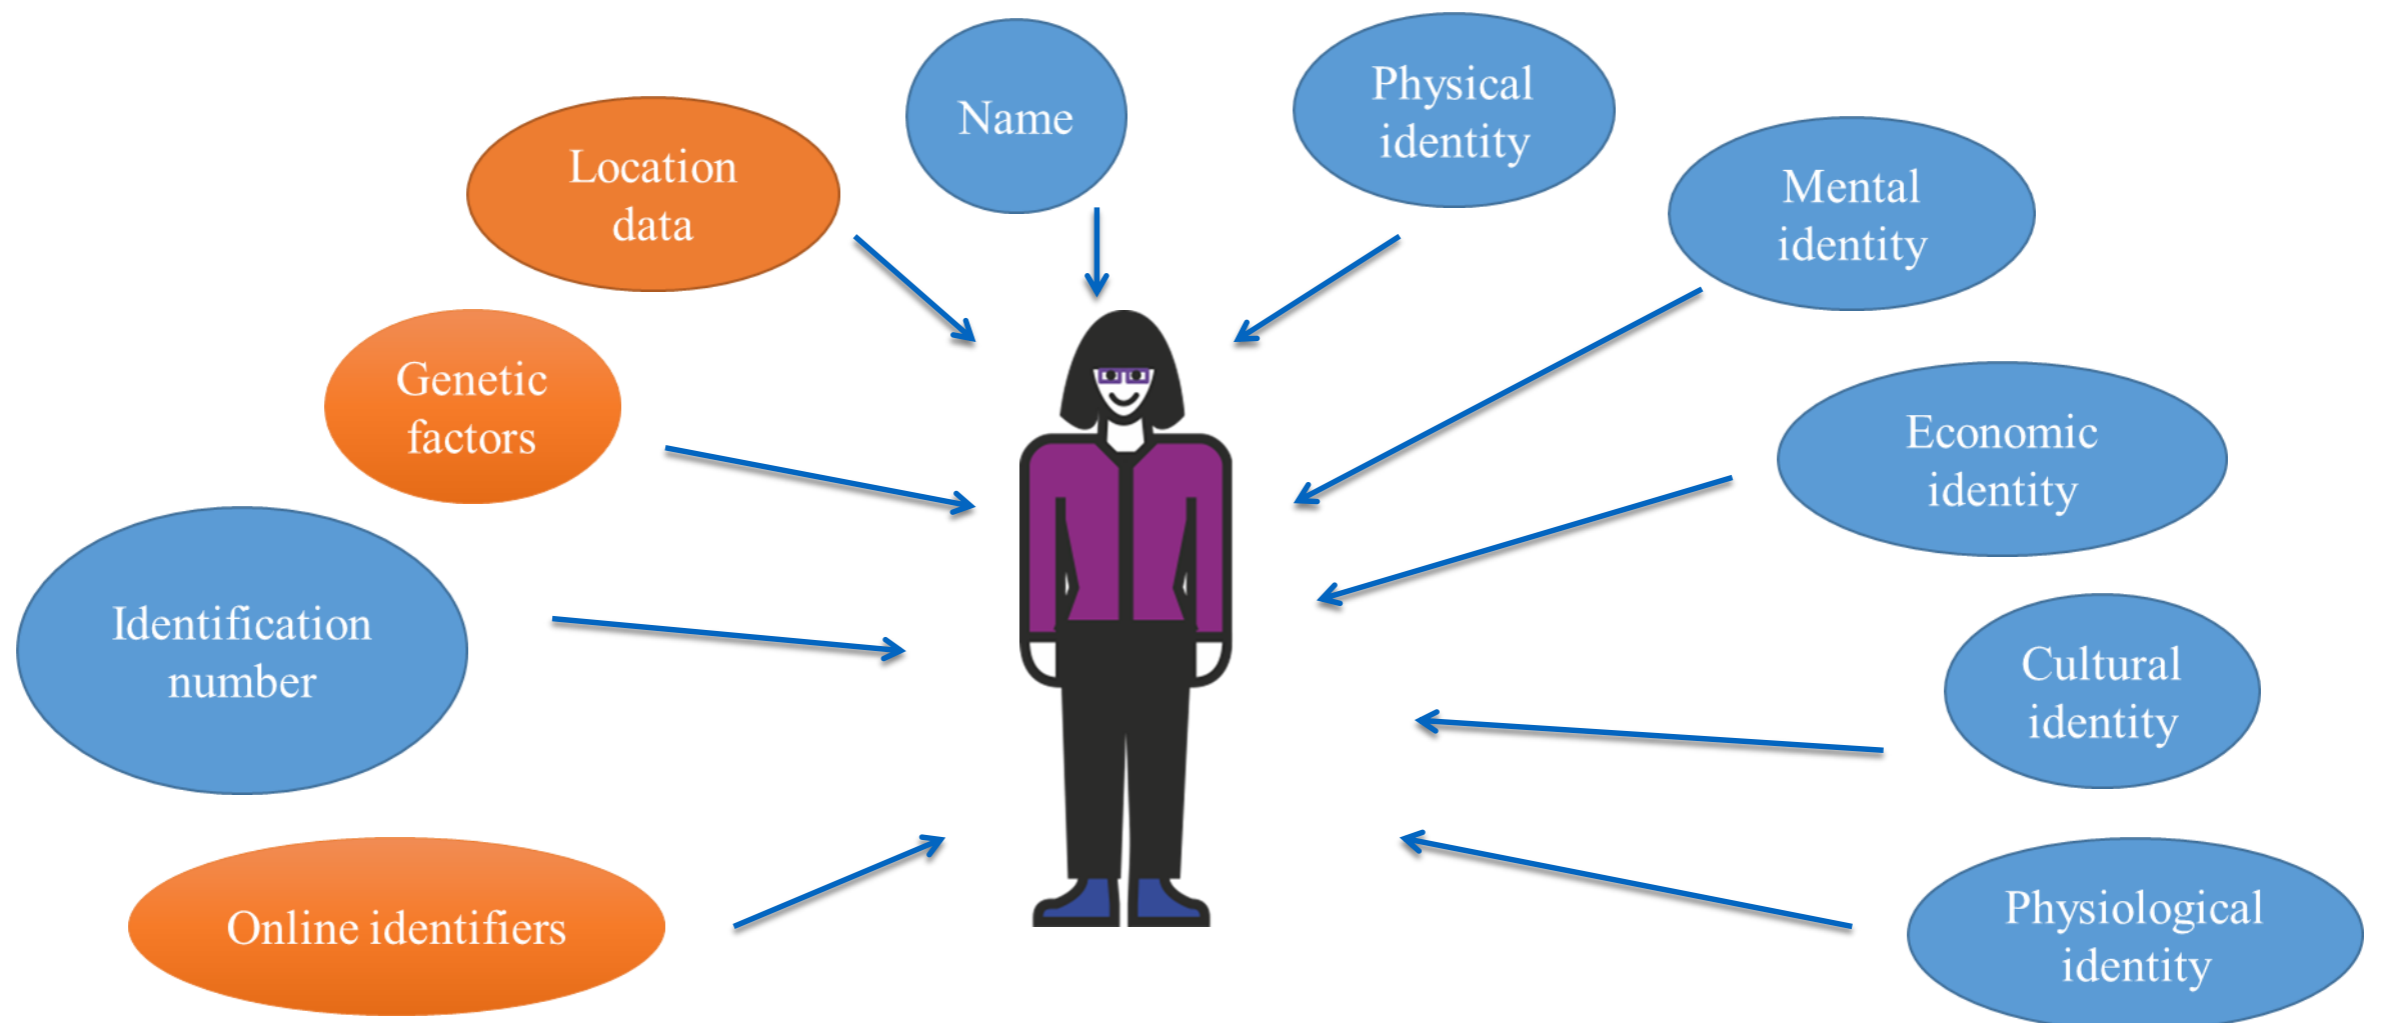 Name
Physical
identity
Location
data
Mental
identity
Genetic
factors
Economic
identity
Identification
number
Cultural
identity
Online identifiers
Physiological
identity